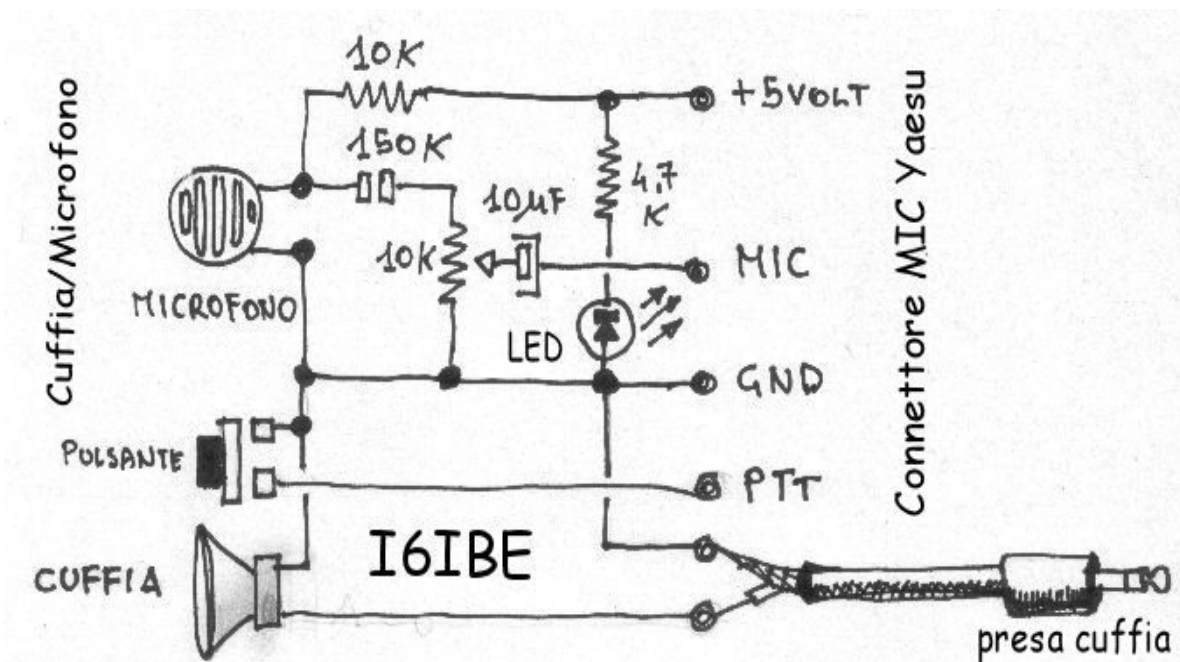 10K
+5VOLT
150K
4,7
K
10µF
10K
MIC
MICROFONO
LED
GND
PULSANTE
PTT
I6IBE
CUFFIA
presa cuffia
Cuffia/Microfono
Connettore MIC Yaesu